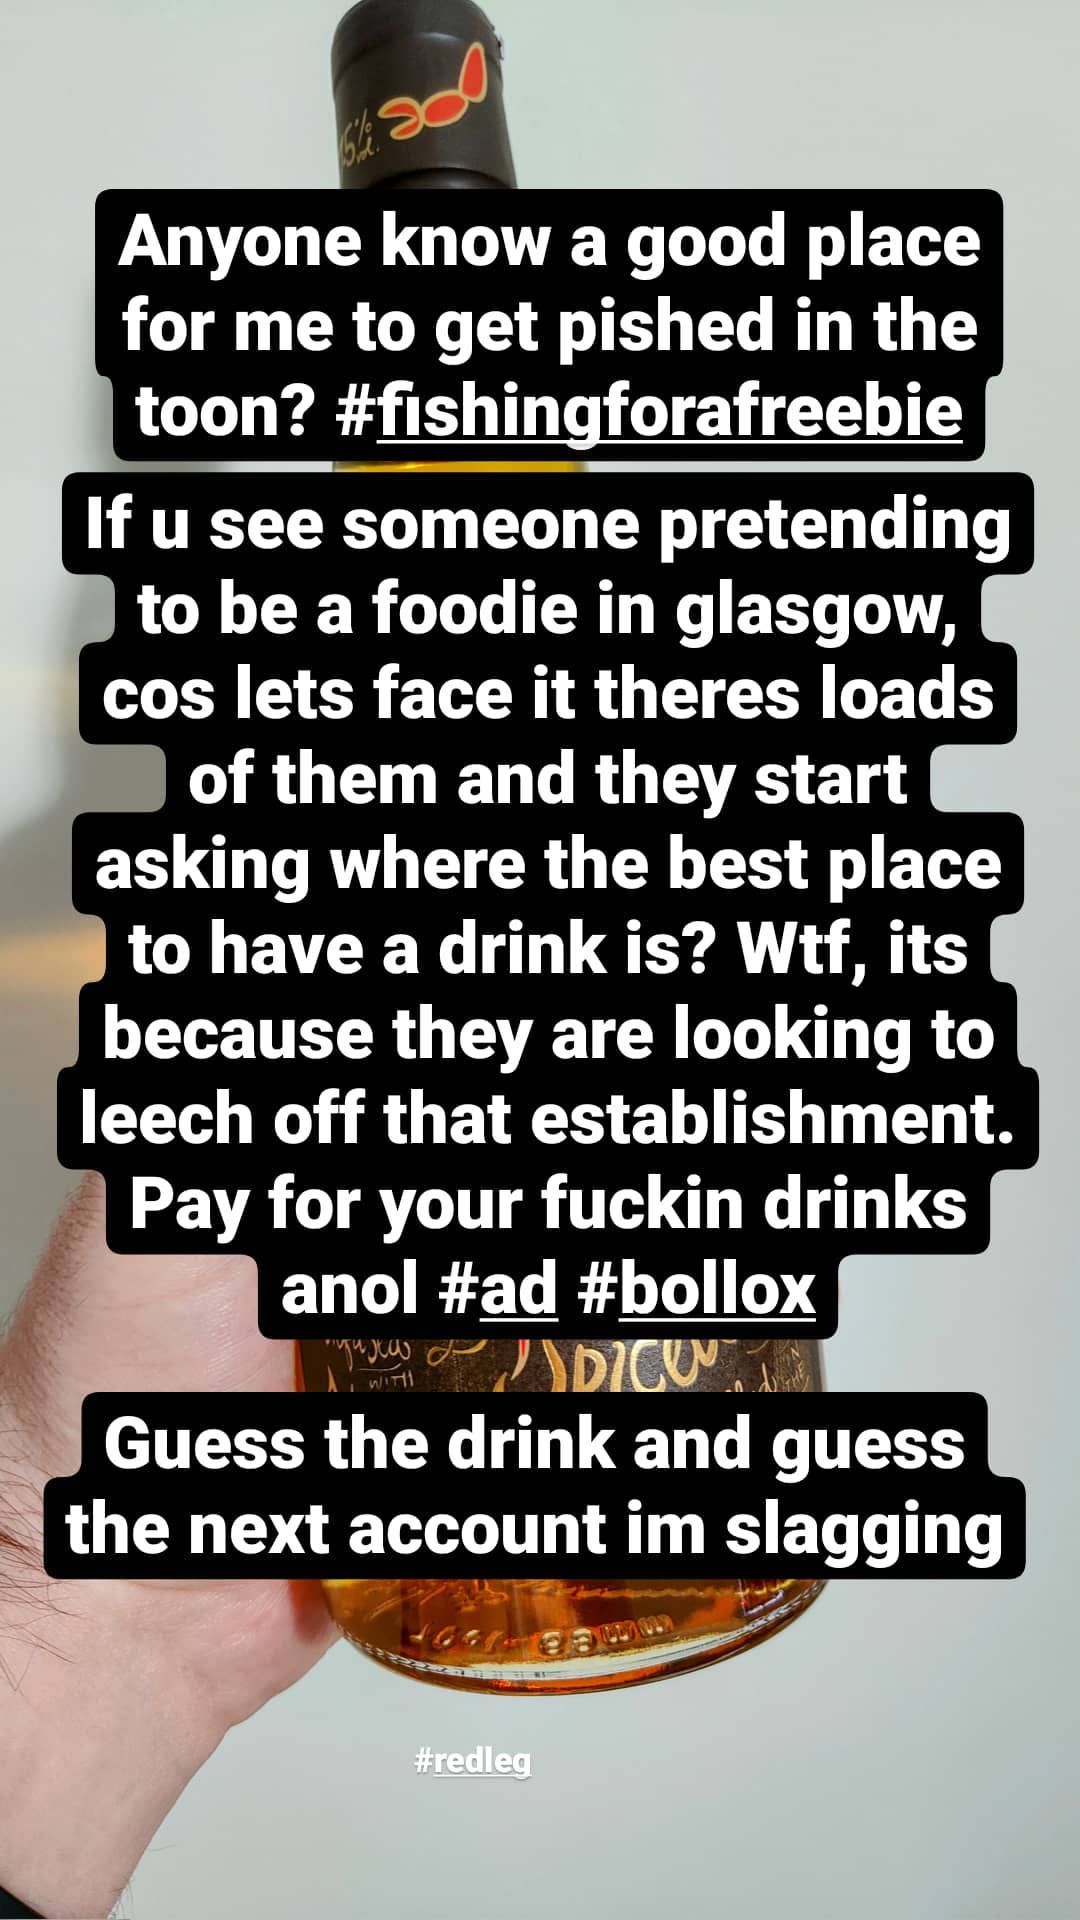 Anyone know a good place
for me to get pished in the
toon? #fishingforafreebie
If u see someone pretending
to be a foodie in glasgow,
cos lets face it theres loads
of them and they start
asking where the best place
to have a drink is? Wtf, its
because they are looking to
leech off that establishment.
Pay for your fuckin drinks
anol #ad #bollox
WITH
Spiced
Guess the drink and guess
the next account im slagging
#redleg